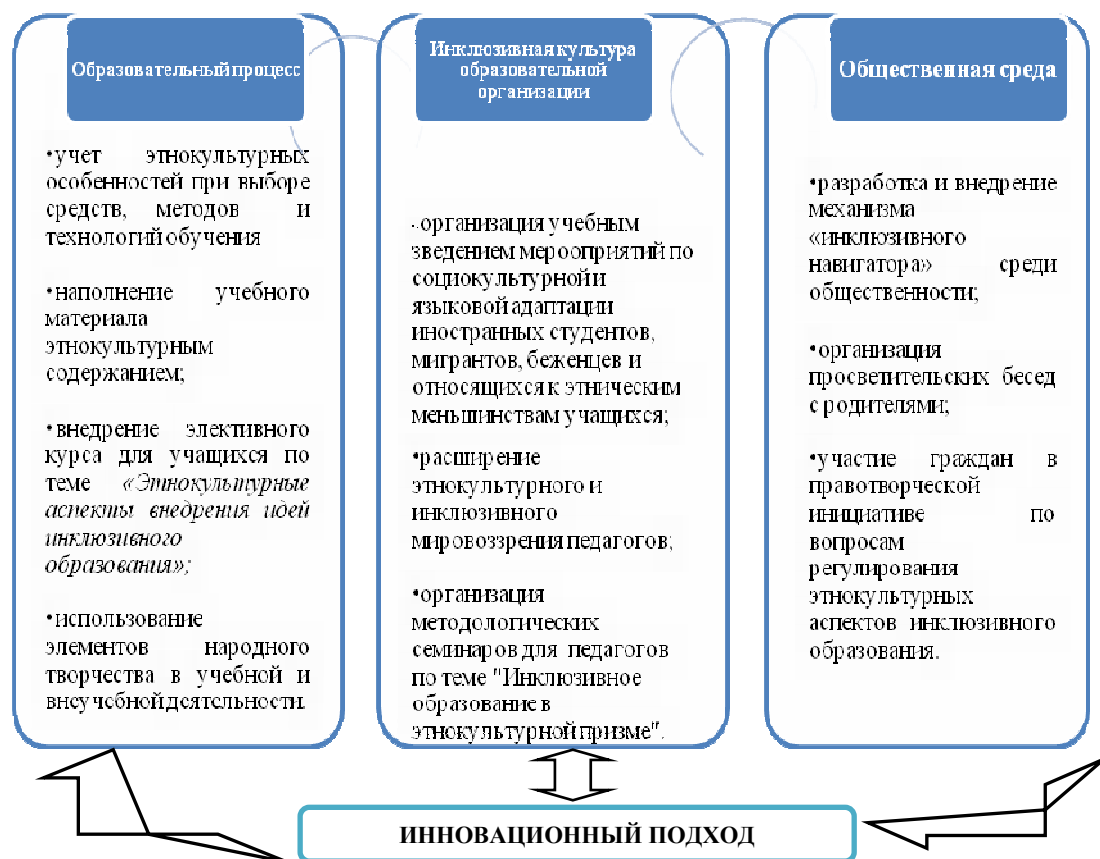 Образовательный процесс
•учет этнокультурных
особенностей при выборе
средств, методов и
технологий обучения
•наполнение учебного
материала
этнокультурным
содержанием;
•внедрение элективного
курса для учащихся по
теме «Этнокультурные
аспекты внедрения идей
инклюзивного
образования»;
•использование
элементов народного
творчества в учебной и
внеучебной деятельности.
Инклюзивная культура
образовательной
организации
•организация учебным
зведением мероприятий по
социокультурной и
языковой адаптации
иностранных студентов,
мигрантов, беженцев и
относящихся к этническим
меньшинствам учащихся;
•расширение
этнокультурного и
инклюзивного
мировоззрения педагогов;
•организация
методологических
семинаров для педагогов
по теме "Инклюзивное
образование в
этнокультурной призме".
Общественная среда
•разработка и внедрение
механизма
«инклюзивного
навигатора» среди
общественности;
•организация
просветительских бесед
с родителями;
•участие граждан в
правотворческой
инициативе по
вопросам
регулирования
этнокультурных
аспектов инклюзивного
образования.
ИННОВАЦИОННЫЙ ПОДХОД